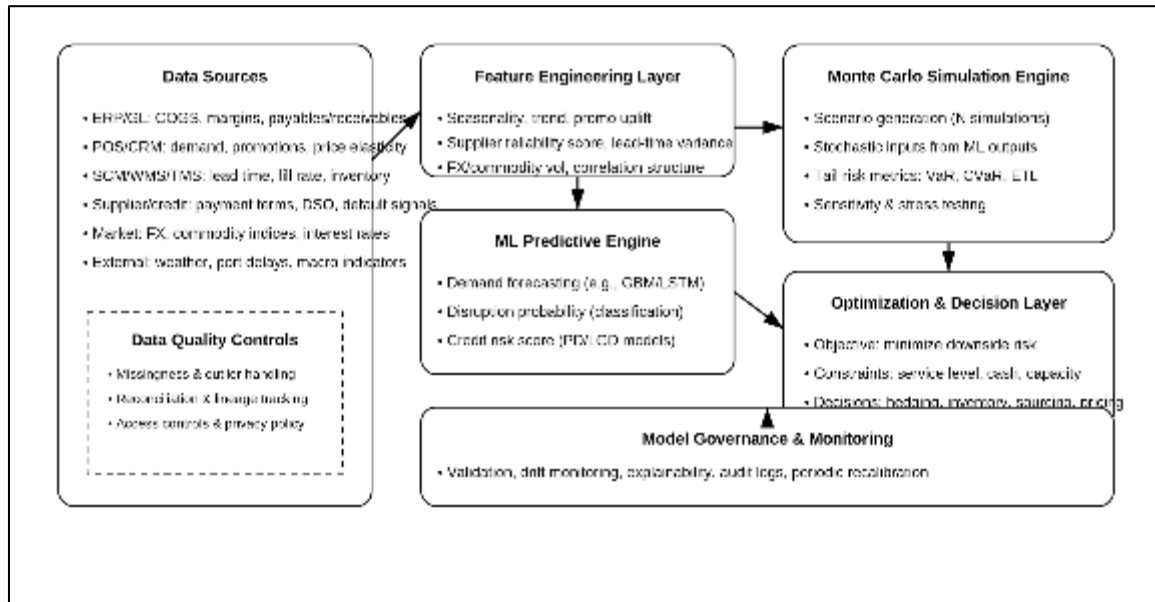 Data Sources
• ERP/GL: COGS, margins, payables/receivables
• POS/CRM: demand, promotions, price elasticity
• SCM/WMS/TMS: lead time, fill rate, inventory
• Supplier/credit: payment terms, DSO, default signals
• Market: FX, commodity indices, interest rates
• External: weather, port delays, macro indicators
Data Quality Controls
• Missingness & outlier handling
• Reconciliation & lineage tracking
• Access controls & privacy policy
Feature Engineering Layer
• Seasonality, trend, promo uplift
• Supplier reliability score, lead-time variance
• FX/commodity vol, correlation structure
ML Predictive Engine
• Demand forecasting (e.g., GBM/LSTM)
• Disruption probability (classification)
• Credit risk score (PD/LGD models)
Monte Carlo Simulation Engine
• Scenario generation (N simulations)
• Stochastic inputs from ML outputs
• Tail risk metrics: VaR, CVaR, ETL
• Sensitivity & stress testing
Optimization & Decision Layer
• Objective: minimize downside risk
• Constraints: service level, cash, capacity
• Decisions: hedging, inventory, sourcing, pricing
Model Governance & Monitoring
• Validation, drift monitoring, explainability, audit logs, periodic recalibration